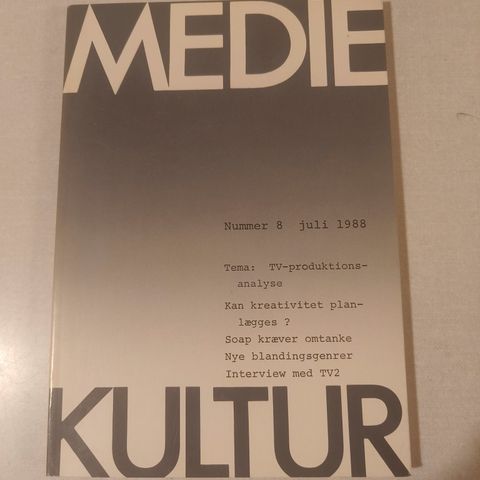 MEDIE
Nummer 8 juli 1988
Tema: TV-produktions-
analyse
Kan kreativitet plan-
lægges ?
Soap kræver omtanke
Nye blandingsgenrer
Interview med TV2
KULTUR